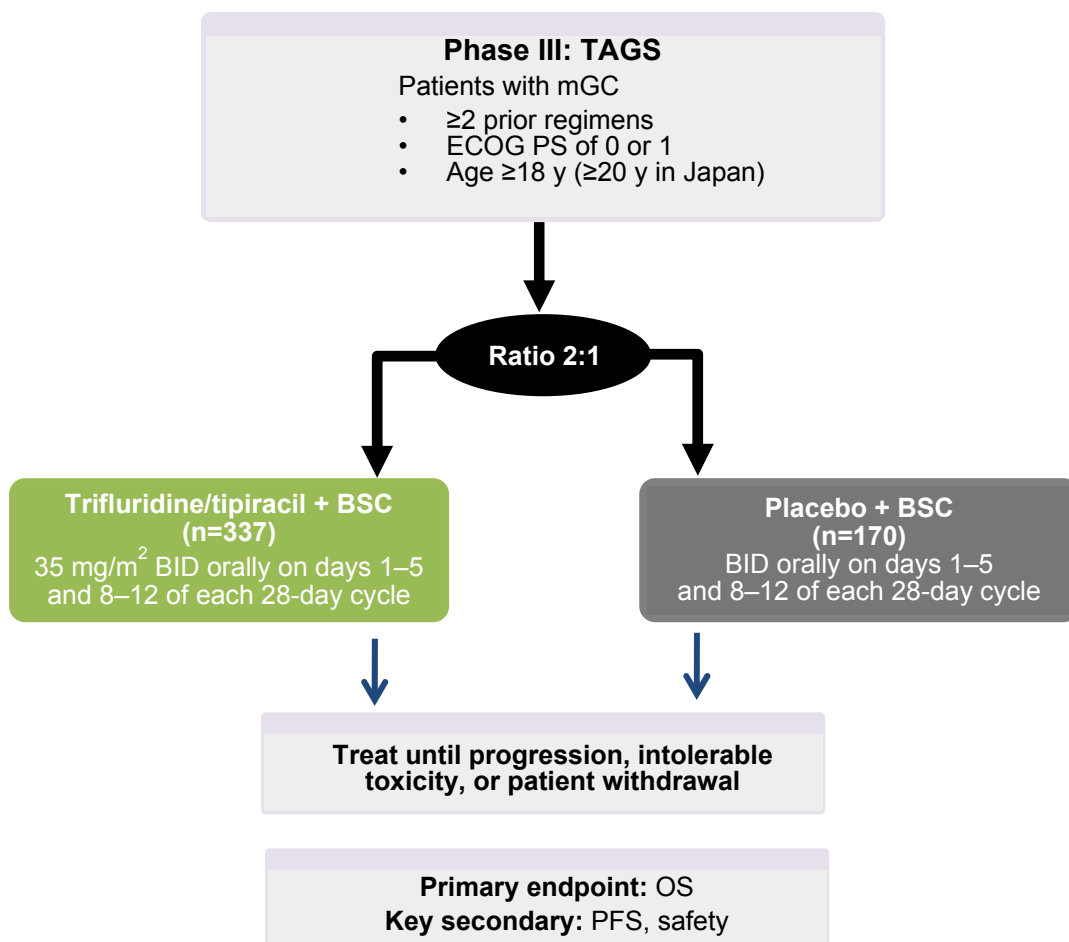 Phase III: TAGS
Patients with mGC
• ≥2 prior regimens
• ECOG PS of 0 or 1
• Age ≥18 y (≥20 y in Japan)
Ratio 2:1
Trifluridine/tipiracil + BSC
(n=337)
35 mg/m² BID orally on days 1–5
and 8–12 of each 28-day cycle
Placebo + BSC
(n=170)
BID orally on days 1–5
and 8–12 of each 28-day cycle
Treat until progression, intolerable
toxicity, or patient withdrawal
Primary endpoint: OS
Key secondary: PFS, safety